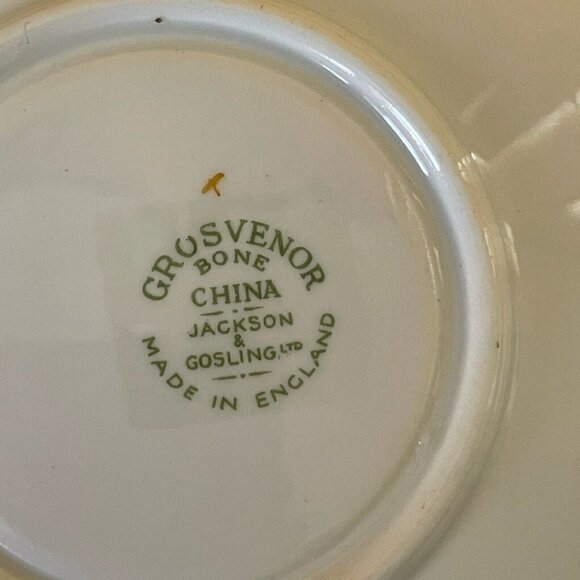 GROSVENOR
BONE
CHINA
JACKSON
&
GOSLING, LTD
MADE IN ENGLAND